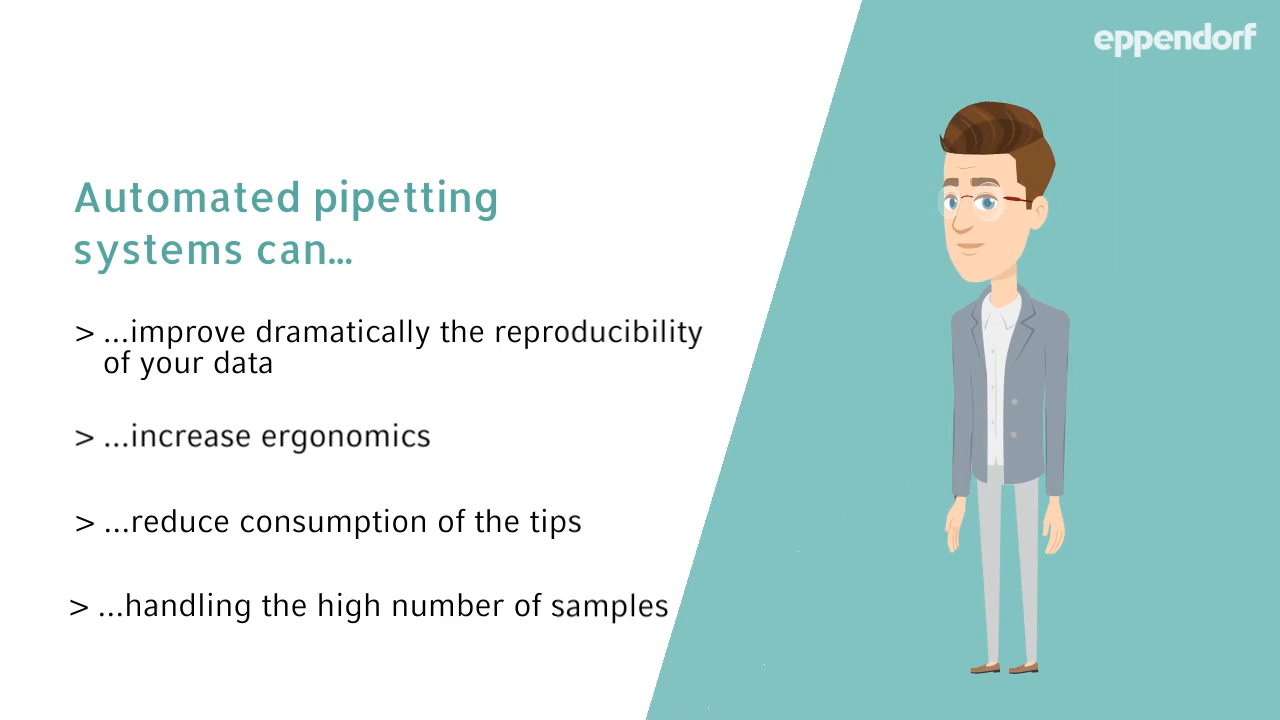 eppendorf
Automated pipetting
systems can...
> ...improve dramatically the reproducibility
of your data
> ...increase ergonomics
> ...reduce consumption of the tips
> ...handling the high number of samples